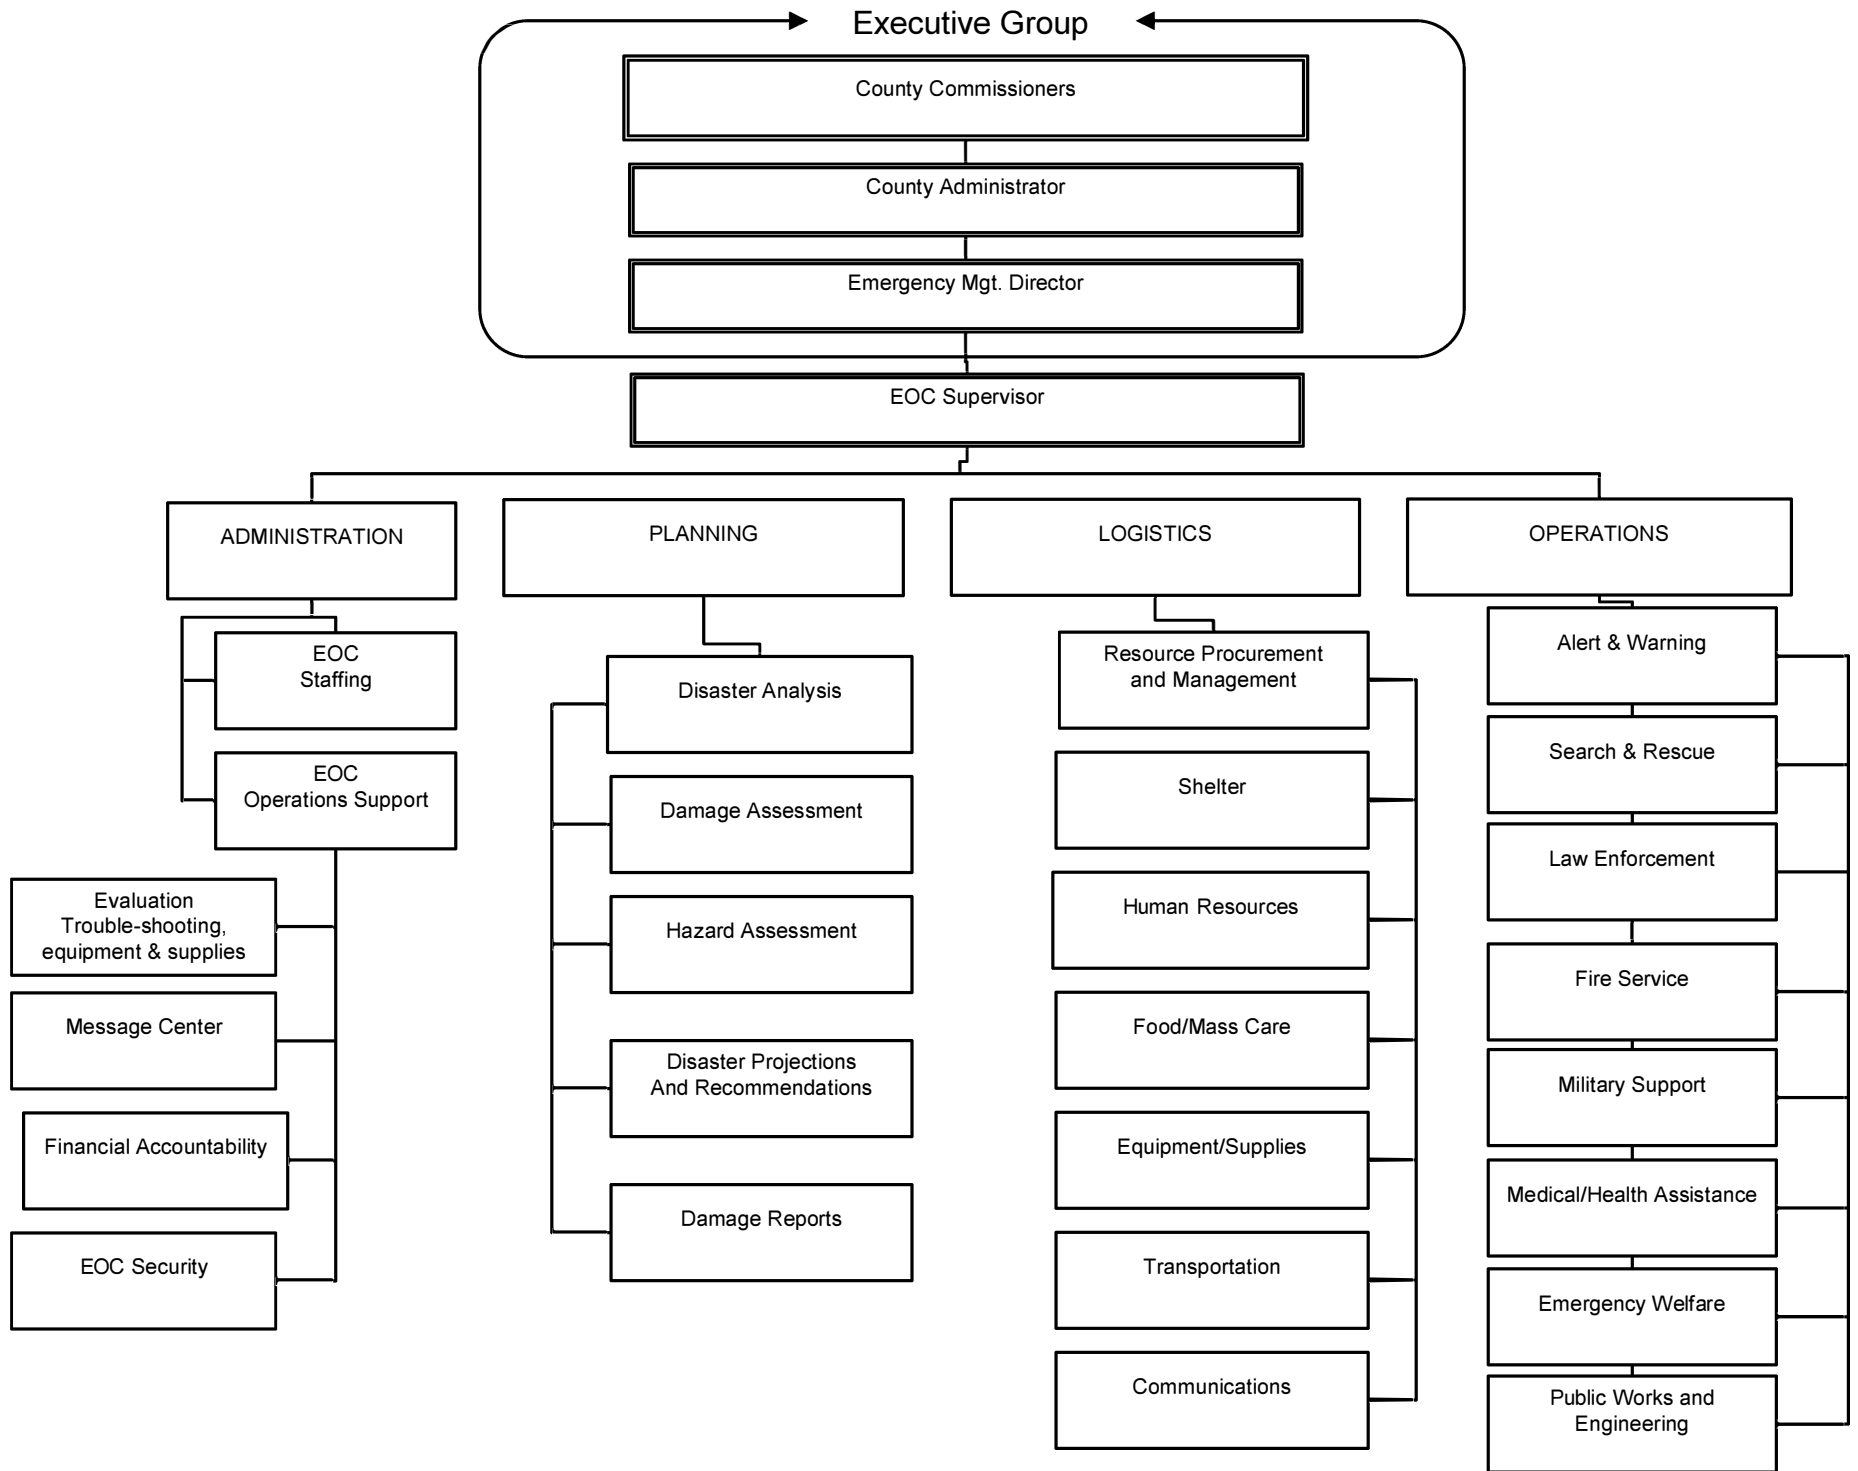 Executive Group
County Commissioners
County Administrator
Emergency Mgt. Director
EOC Supervisor
ADMINISTRATION
EOC
Staffing
EOC
Operations Support
Evaluation
Trouble-shooting,
equipment & supplies
Message Center
Financial Accountability
EOC Security
PLANNING
Disaster Analysis
Damage Assessment
Hazard Assessment
Disaster Projections
And Recommendations
Damage Reports
LOGISTICS
Resource Procurement
and Management
Shelter
Human Resources
Food/Mass Care
Equipment/Supplies
Transportation
Communications
OPERATIONS
Alert & Warning
Search & Rescue
Law Enforcement
Fire Service
Military Support
Medical/Health Assistance
Emergency Welfare
Public Works and
Engineering